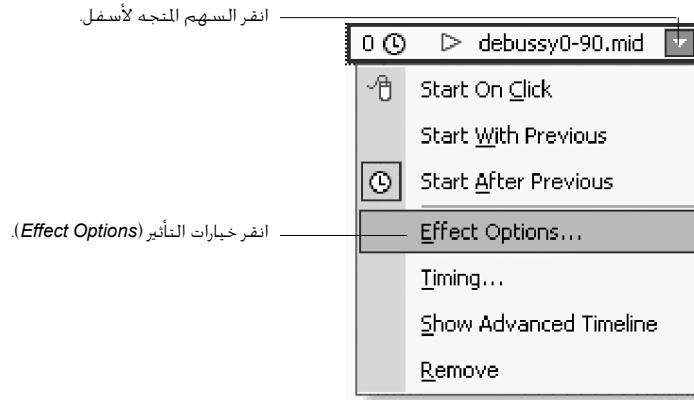 انقر السهم المتجه لأسفل.
0 debussy0-90.mid
Start On Click
Start With Previous
Start After Previous
انقر خيارات التأثير (Effect Options).
Effect Options...
Timing...
Show Advanced Timeline
Remove